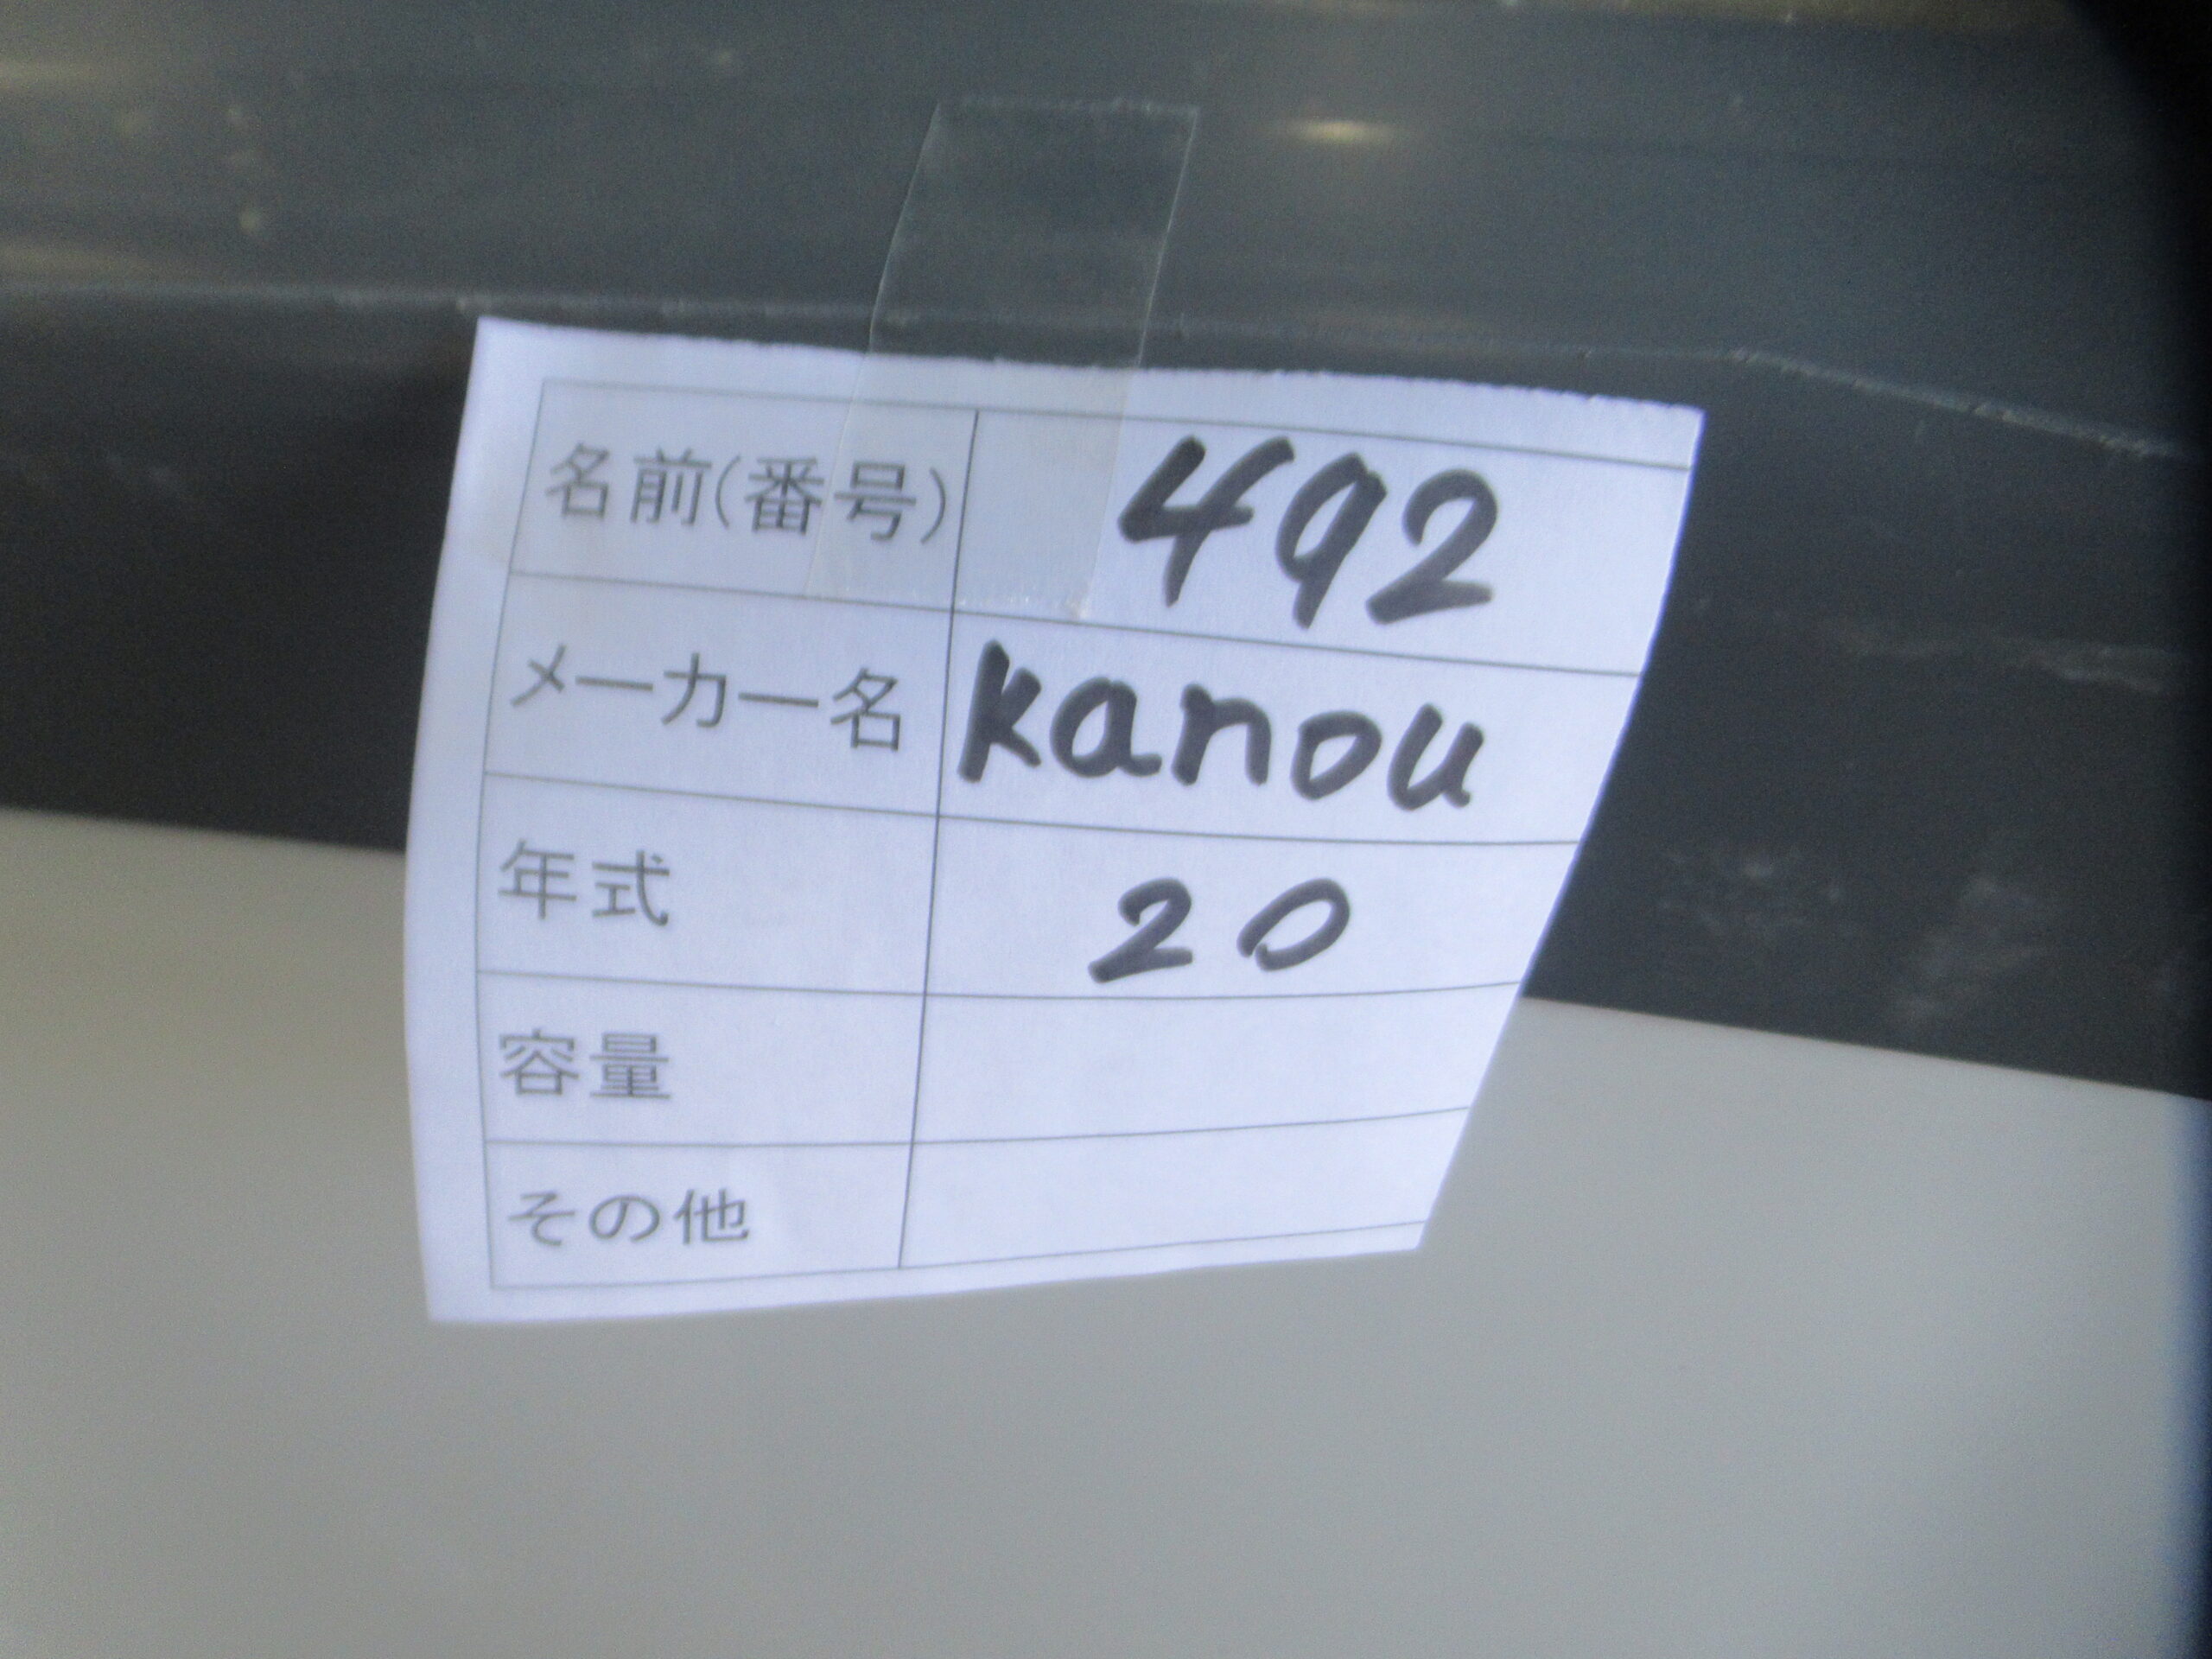 名前(番号) 492
メーカー名 kanou
年式 20
容量
その他